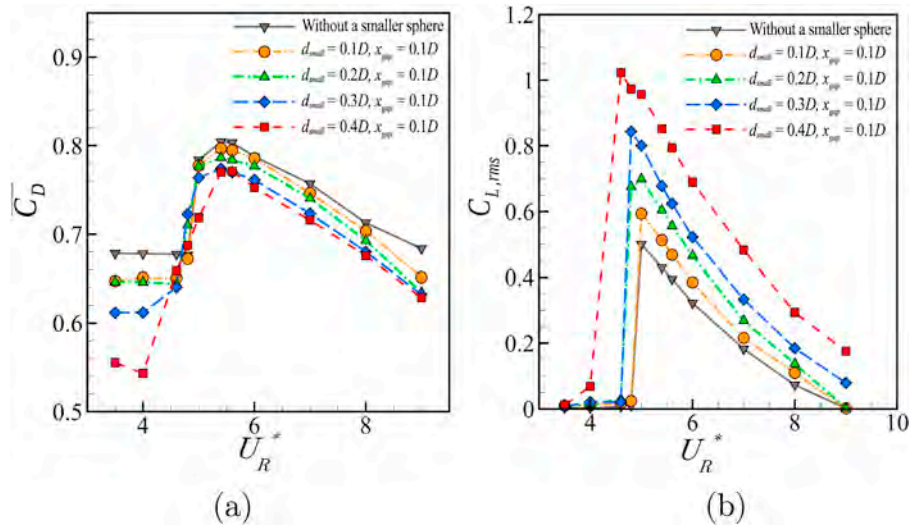 Without a smaller sphere
d_small = 0.1D, x_gap = 0.1D
d_small = 0.2D, x_gap = 0.1D
d_small = 0.3D, x_gap = 0.1D
d_small = 0.4D, x_gap = 0.1D
0.9
0.8
0.7
0.6
0.5
C̅_D
4
6
8
U_R^*
(a)
Without a smaller sphere
d_small = 0.1D, x_gap = 0.1D
d_small = 0.2D, x_gap = 0.1D
d_small = 0.3D, x_gap = 0.1D
d_small = 0.4D, x_gap = 0.1D
1.2
1
0.8
0.6
0.4
0.2
0
C_{L,rms}
4
6
8
10
U_R^*
(b)